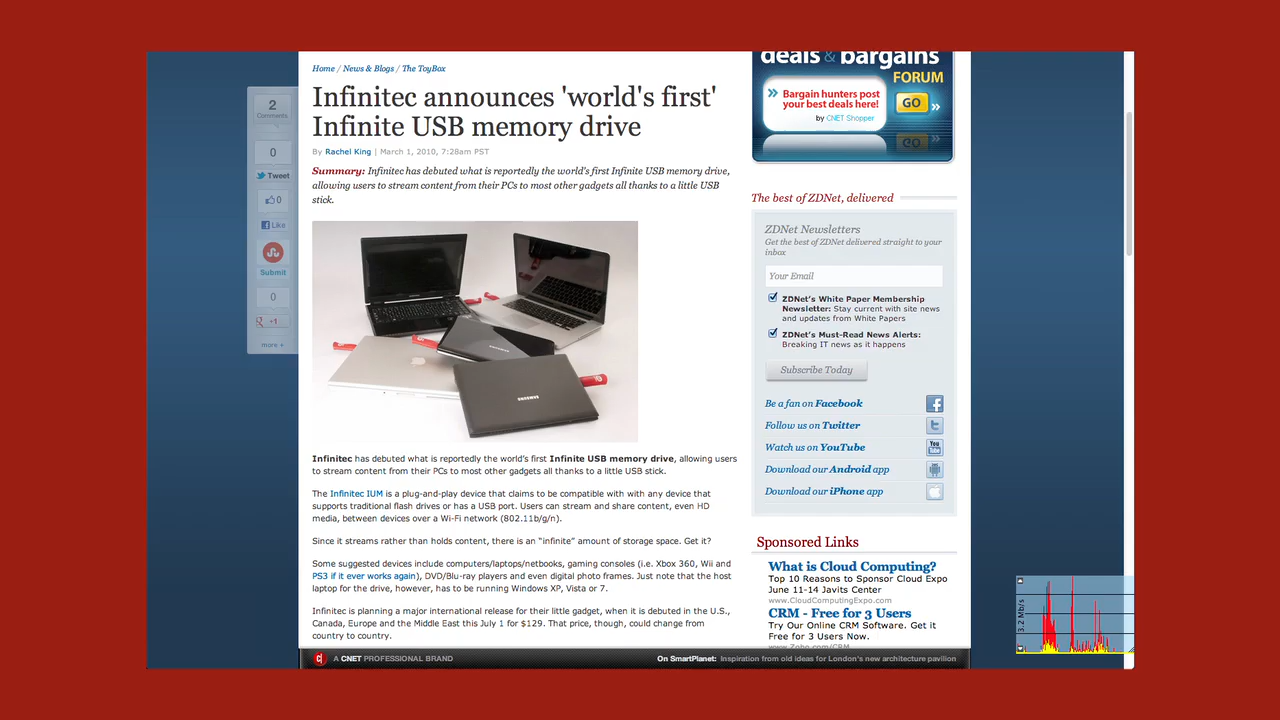 deals & bargains
FORUM
Bargain hunters post
your best deals here!
GO
by CNET Shopper
Home / News & Blogs / The ToyBox
Infinitec announces 'world's first'
Infinite USB memory drive
By Rachel King | March 1, 2010, 7:28am PST
Summary: Infinitec has debuted what is reportedly the world's first Infinite USB memory drive,
allowing users to stream content from their PCs to most other gadgets all thanks to a little USB
stick.
2
Comments
0
Tweet
0
Like
Submit
0
+1
more +
SAMSUNG
Infinitec has debuted what is reportedly the world's first Infinite USB memory drive, allowing users
to stream content from their PCs to most other gadgets all thanks to a little USB stick.
The Infinitec IUM is a plug-and-play device that claims to be compatible with with any device that
supports traditional flash drives or has a USB port. Users can stream and share content, even HD
media, between devices over a Wi-Fi network (802.11b/g/n).
Since it streams rather than holds content, there is an “infinite” amount of storage space. Get it?
Some suggested devices include computers/laptops/netbooks, gaming consoles (i.e. Xbox 360, Wii and
PS3 if it ever works again), DVD/Blu-ray players and even digital photo frames. Just note that the host
laptop for the drive, however, has to be running Windows XP, Vista or 7.
Infinitec is planning a major international release for their little gadget, when it is debuted in the U.S.,
Canada, Europe and the Middle East this July 1 for $129. That price, though, could change from
country to country.
The best of ZDNet, delivered
ZDNet Newsletters
Get the best of ZDNet delivered straight to your
inbox
Your Email
ZDNet's White Paper Membership
Newsletter: Stay current with site news
and updates from White Papers
ZDNet's Must-Read News Alerts:
Breaking IT news as it happens
Subscribe Today
Be a fan on Facebook
Follow us on Twitter
Watch us on YouTube
Download our Android app
Download our iPhone app
Sponsored Links
What is Cloud Computing?
Top 10 Reasons to Sponsor Cloud Expo
June 11-14 Javits Center
www.CloudComputingExpo.com
CRM - Free for 3 Users
Try Our Online CRM Software. Get it
Free for 3 Users Now.
www.Zoho.com/CRM
3.2 Mb/s
A CNET PROFESSIONAL BRAND
On SmartPlanet: Inspiration from old ideas for London's new architecture pavilion